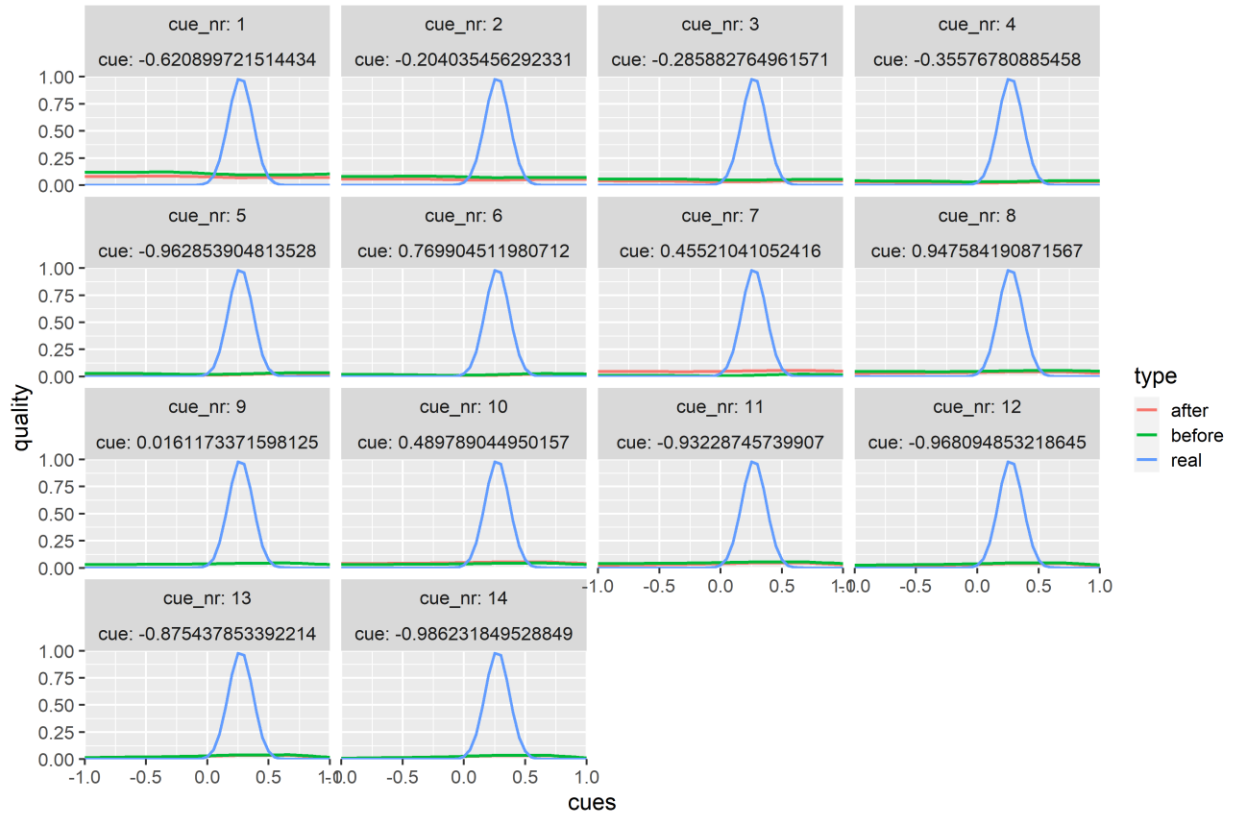 cue_nr: 1
cue_nr: 2
cue_nr: 3
cue_nr: 4
cue: -0.620899721514434
cue: -0.204035456292331
cue: -0.285882764961571
cue: -0.35576780885458
1.00
0.75
0.50
0.25
0.00
cue_nr: 5
cue_nr: 6
cue_nr: 7
cue_nr: 8
cue: -0.962853904813528
cue: 0.769904511980712
cue: 0.45521041052416
cue: 0.947584190871567
1.00
0.75
0.50
0.25
0.00
quality
cue_nr: 9
cue_nr: 10
cue_nr: 11
cue_nr: 12
cue: 0.0161173371598125
cue: 0.489789044950157
cue: -0.93228745739907
cue: -0.968094853218645
1.00
0.75
0.50
0.25
0.00
-1.0 -0.5 0.0 0.5 1.0
-1.0 -0.5 0.0 0.5 1.0
cue_nr: 13
cue_nr: 14
cue: -0.875437853392214
cue: -0.986231849528849
1.00
0.75
0.50
0.25
0.00
-1.0 -0.5 0.0 0.5 1.0
-1.0 -0.5 0.0 0.5 1.0
cues
type
after
before
real